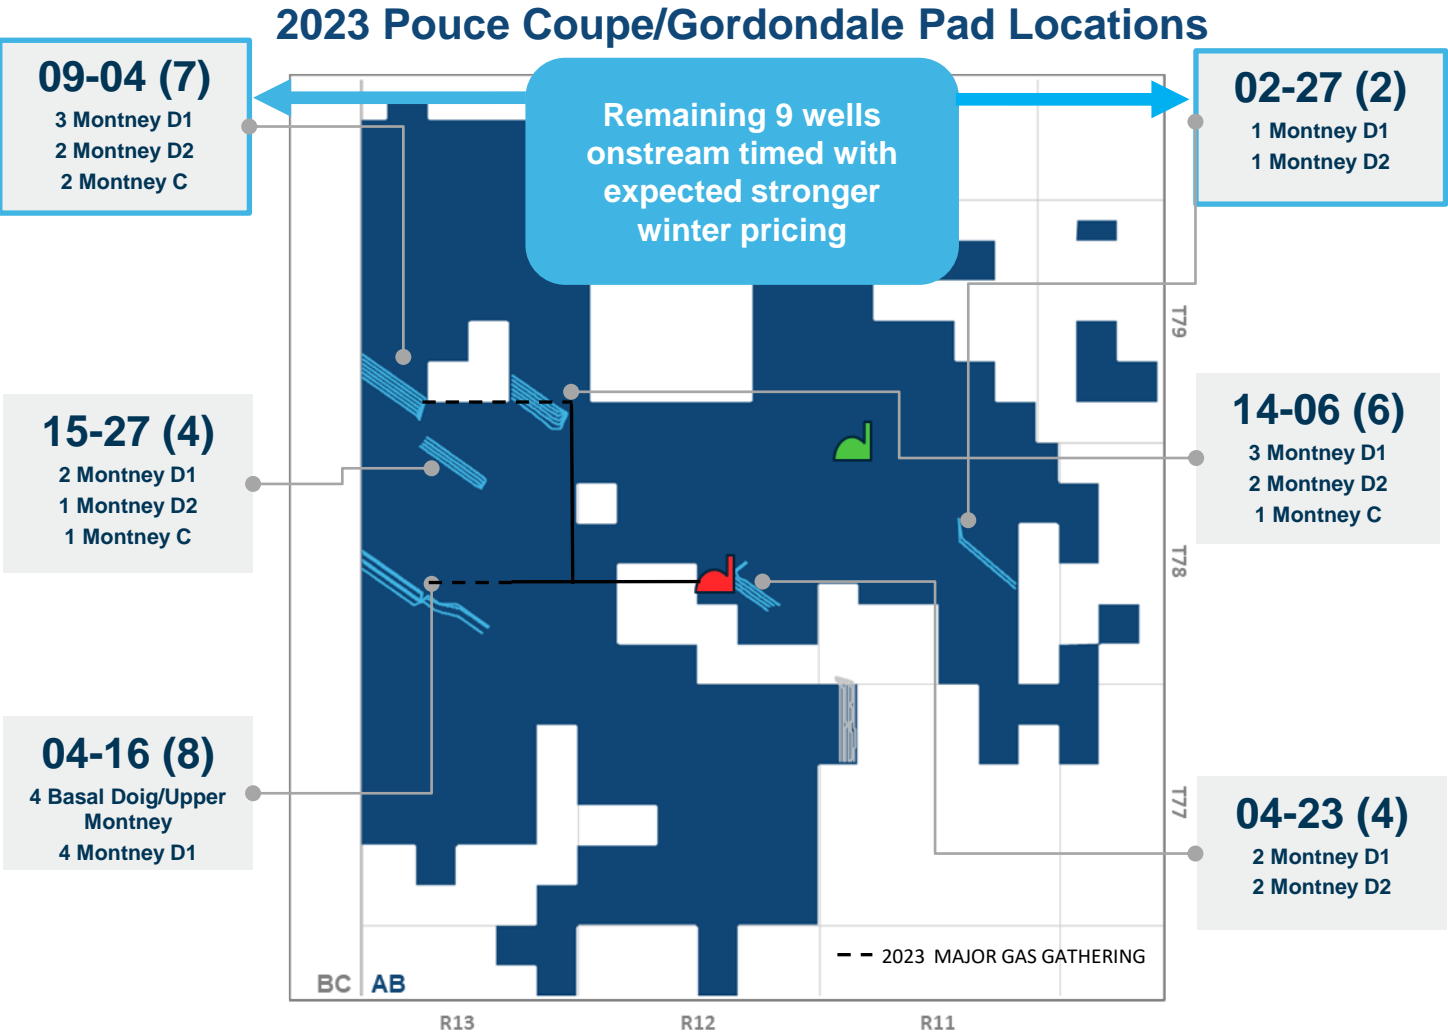 2023 Pouce Coupe/Gordondale Pad Locations
09-04 (7)
3 Montney D1
2 Montney D2
2 Montney C
Remaining 9 wells
onstream timed with
expected stronger
winter pricing
02-27 (2)
1 Montney D1
1 Montney D2
15-27 (4)
2 Montney D1
1 Montney D2
1 Montney C
14-06 (6)
3 Montney D1
2 Montney D2
1 Montney C
04-16 (8)
4 Basal Doig/Upper
Montney
4 Montney D1
04-23 (4)
2 Montney D1
2 Montney D2
T79
T78
T77
2023 MAJOR GAS GATHERING
BC AB
R13 R12 R11